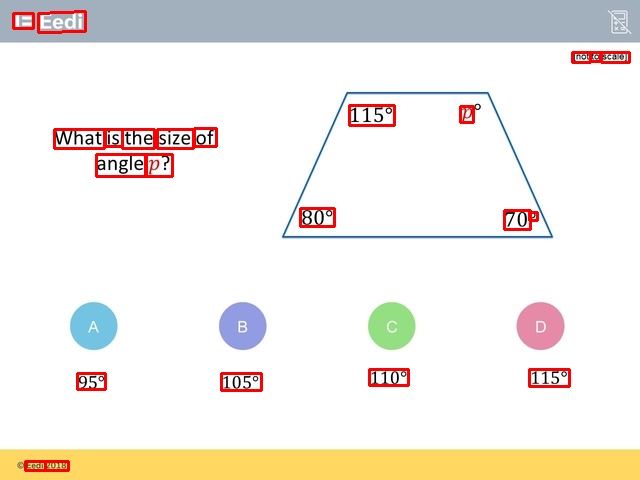 Eedi
[not to scale]
What is the size of
angle p?
115° p°
80° 70°
A B C D
95° 105° 110° 115°
© Eedi 2018